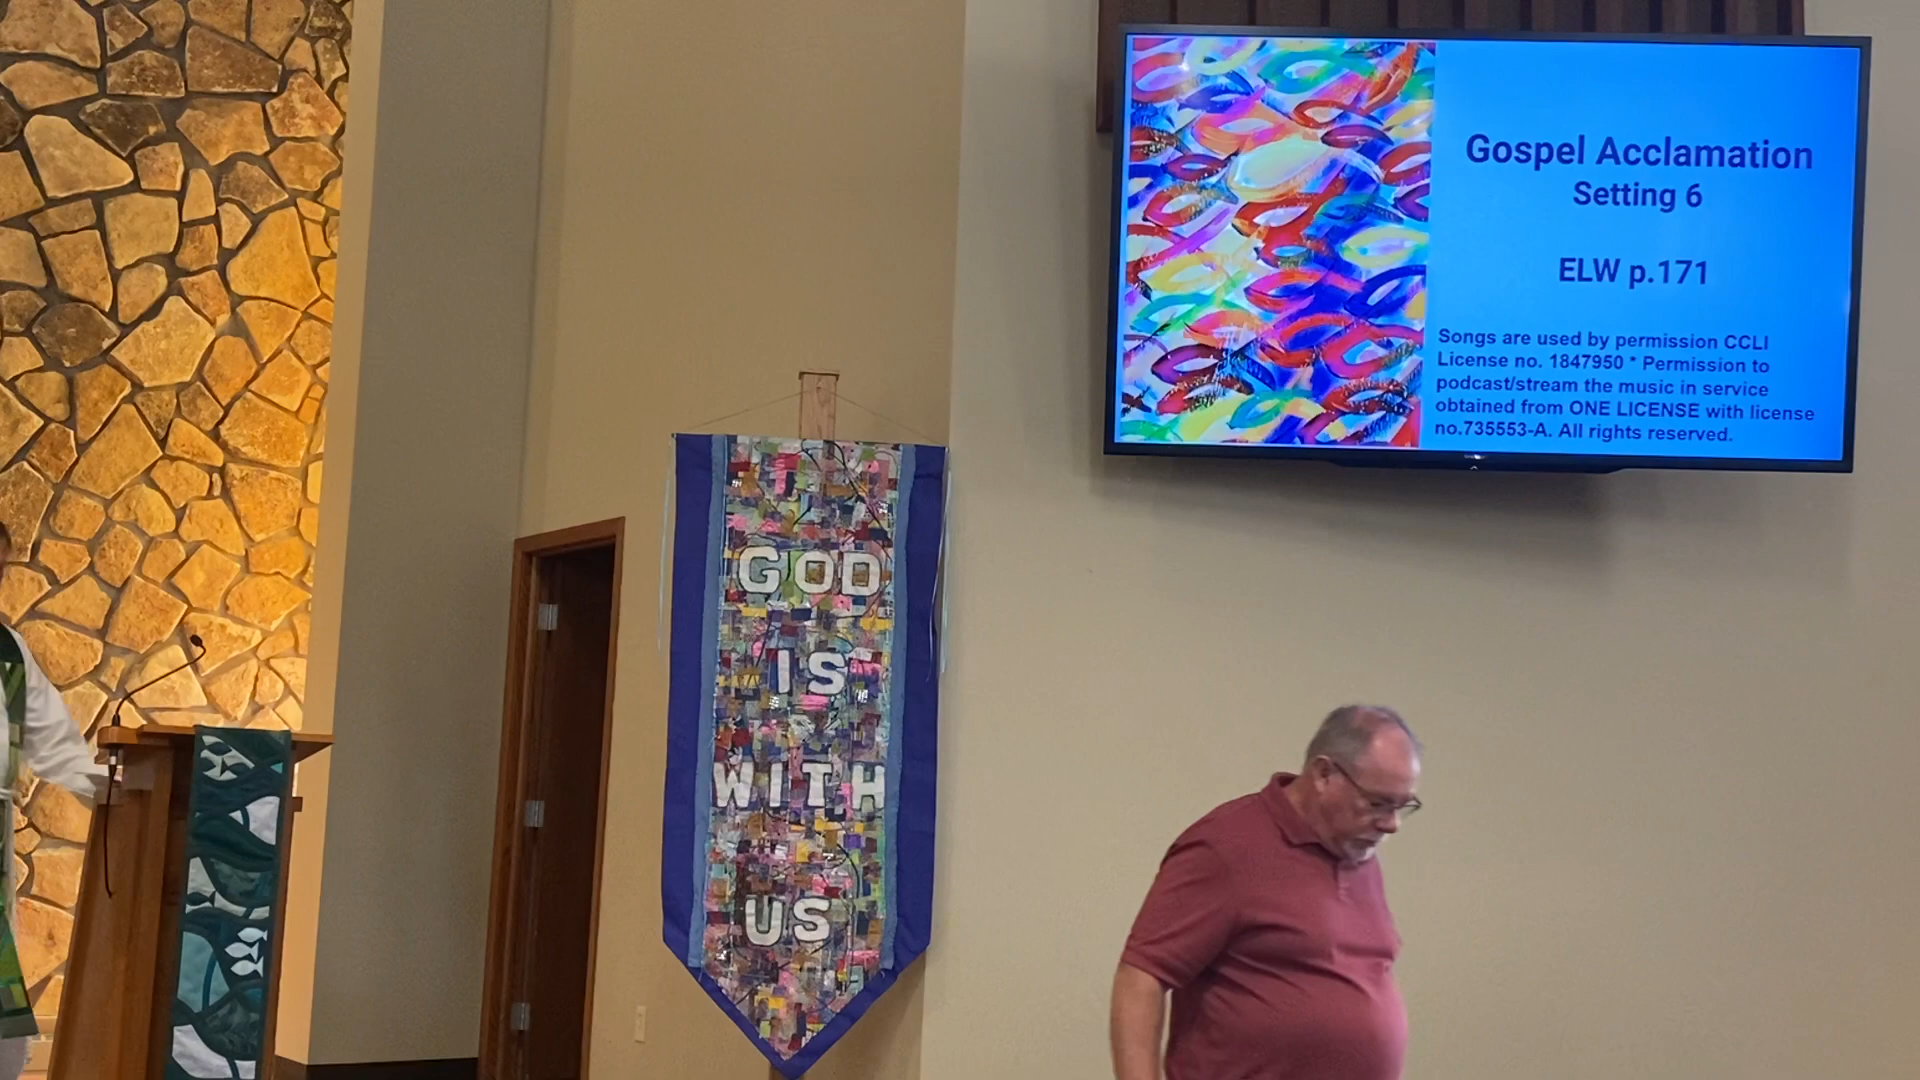 Gospel Acclamation
Setting 6
ELW p.171
Songs are used by permission CCLI
License no. 1847950 * Permission to
podcast/stream the music in service
obtained from ONE LICENSE with license
no.735553-A. All rights reserved.
GOD
IS
WITH
US